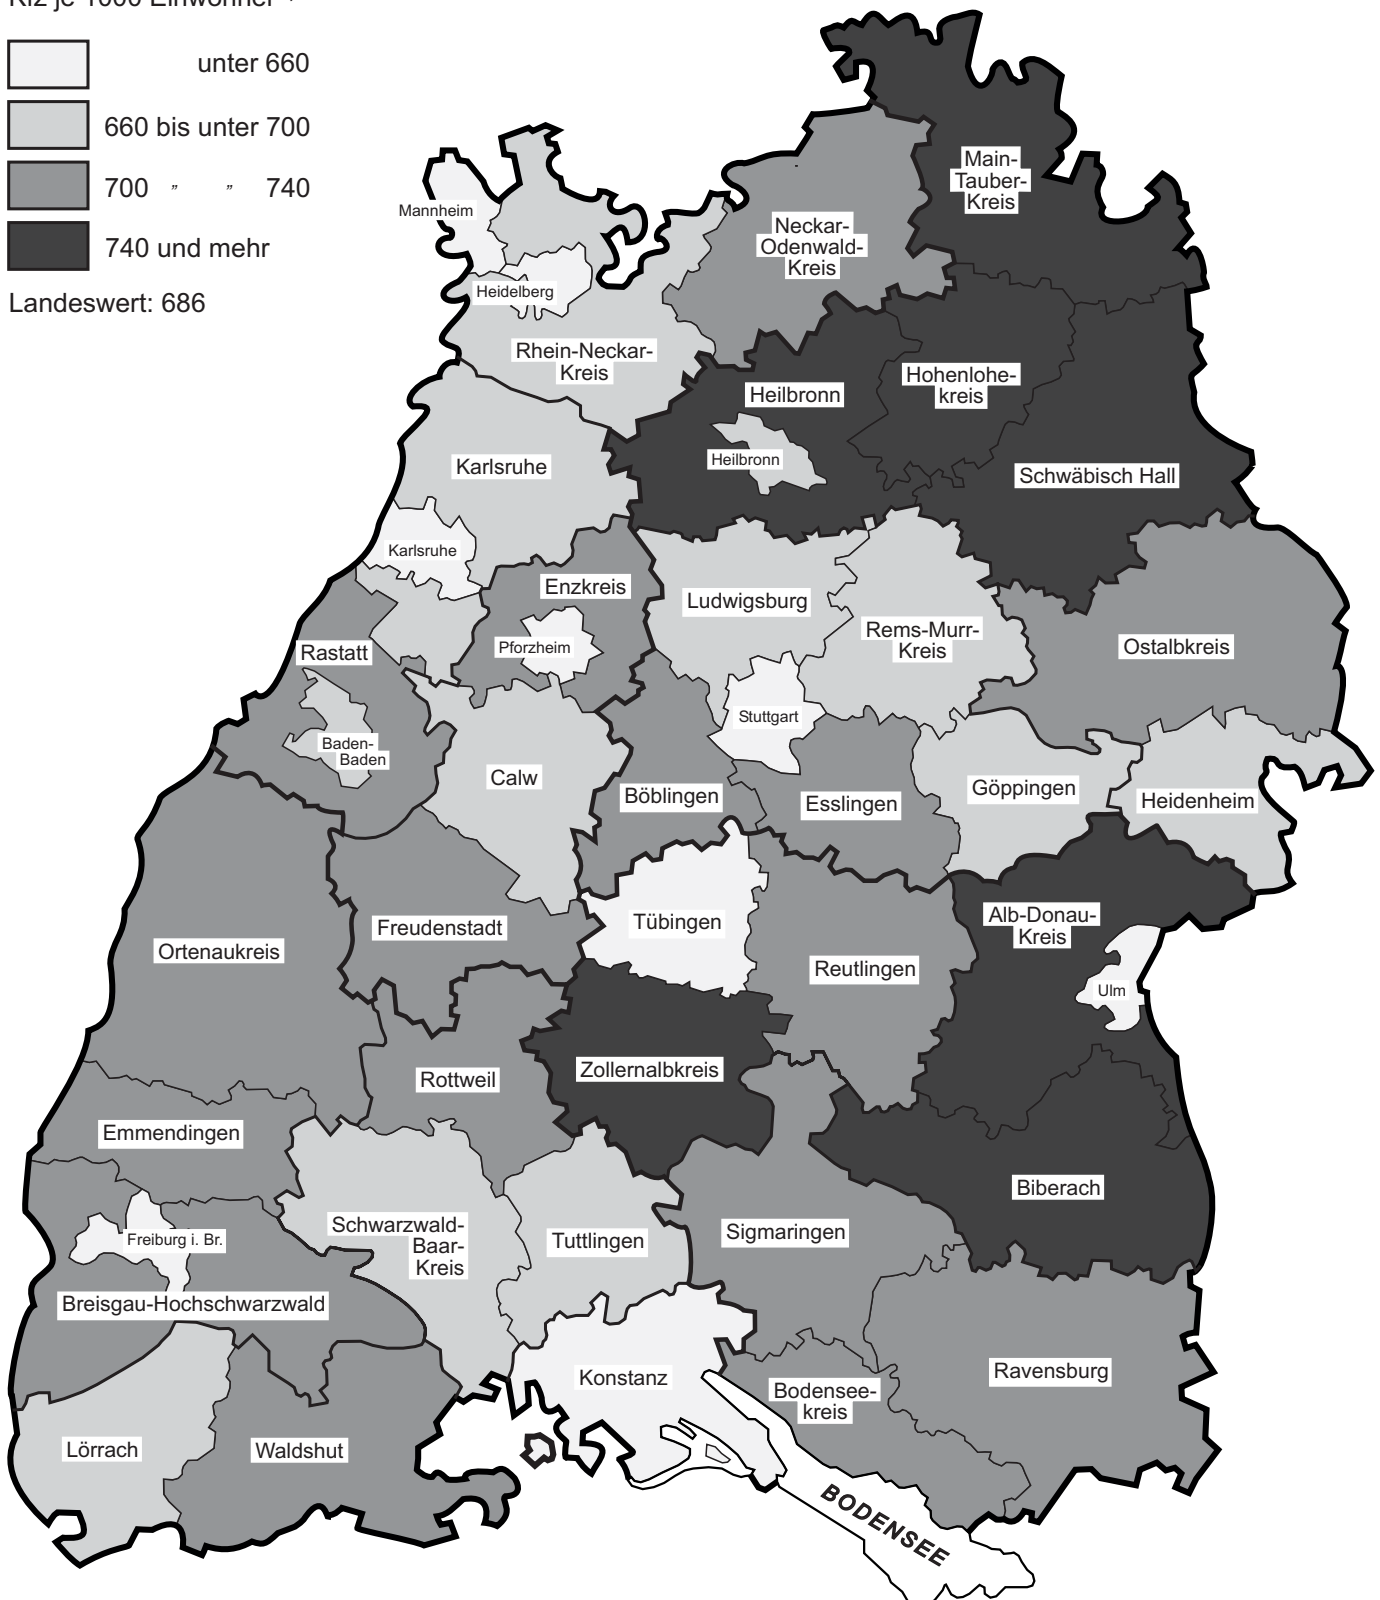 Kfz je 1000 Einwohner
unter 660
660 bis unter 700
700 " " 740
740 und mehr
Landeswert: 686
Main-
Tauber-
Kreis
Mannheim
Neckar-
Odenwald-
Kreis
Heidelberg
Rhein-Neckar-
Kreis
Hohenlohe-
kreis
Heilbronn
Heilbronn
Karlsruhe
Schwäbisch Hall
Karlsruhe
Enzkreis
Ludwigsburg
Rems-Murr-
Kreis
Ostalbkreis
Pforzheim
Rastatt
Stuttgart
Baden-
Baden
Calw
Böblingen
Esslingen
Göppingen
Heidenheim
Freudenstadt
Tübingen
Alb-Donau-
Kreis
Ortenaukreis
Reutlingen
Ulm
Rottweil
Zollernalbkreis
Emmendingen
Biberach
Schwarzwald-
Baar-
Kreis
Freiburg i. Br.
Tuttlingen
Sigmaringen
Breisgau-Hochschwarzwald
Konstanz
Bodensee-
kreis
Ravensburg
Lörrach
Waldshut
BODENSEE